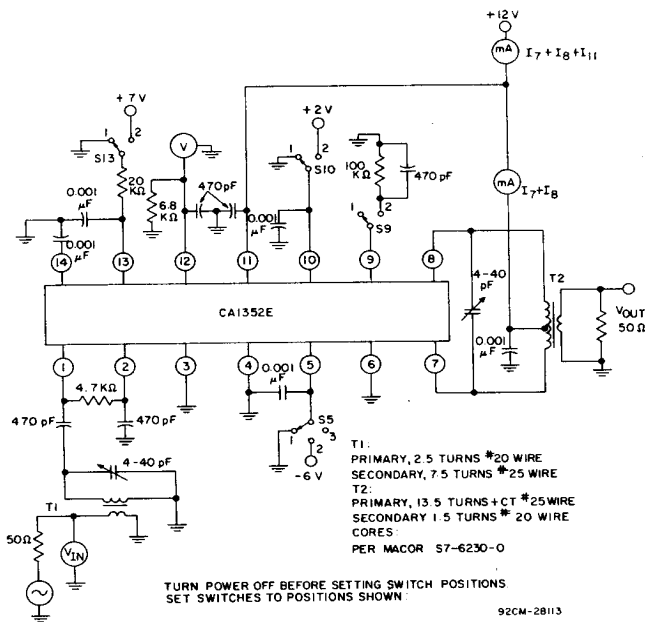 +12 V
mA I7 + I8 + I11
+ 7 V
1 2
S13
V
+2 V
1 2
S10
20 KΩ
6.8 KΩ
470 pF
100 KΩ
470 pF
mA I7+I8
0.001 µF
0.001 µF
0.001 µF
1 2
S9
14 13 12 11 10 9 8
4-40 pF
T2
CA1352E
0.001 µF
VOUT
50 Ω
1 2 3 4 5 6 7
4.7KΩ
0.001 µF
470 pF
470 pF
S5
1 2 3
-6 V
4-40 pF
T1
50Ω
VIN
T1:
PRIMARY, 2.5 TURNS #20 WIRE
SECONDARY, 7.5 TURNS #25 WIRE
T2:
PRIMARY, 13.5 TURNS+CT #25WIRE
SECONDARY 1.5 TURNS # 20 WIRE
CORES:
PER MACOR S7-6230-0
TURN POWER OFF BEFORE SETTING SWITCH POSITIONS.
SET SWITCHES TO POSITIONS SHOWN:
92CM-28113